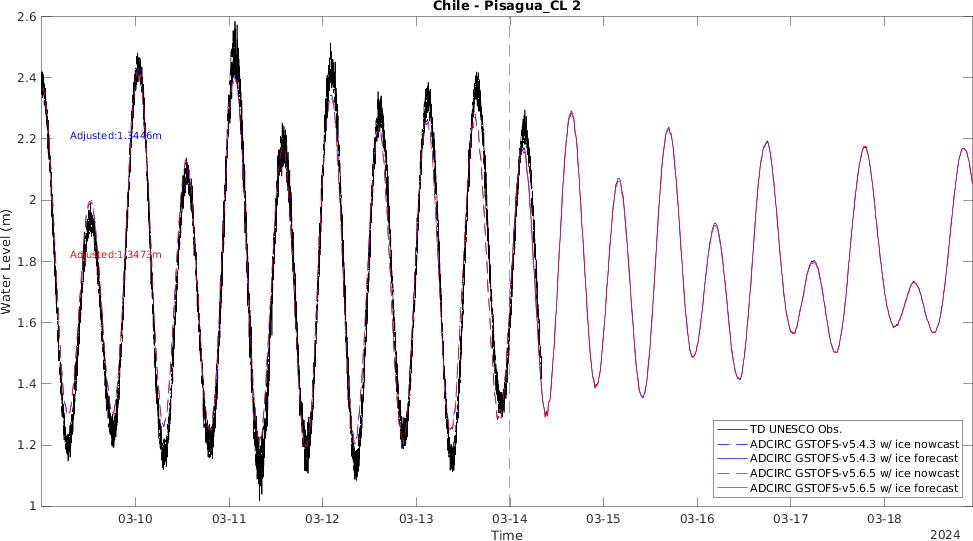 Chile - Pisagua_CL 2
Water Level (m)
2.6
2.4
2.2
2
1.8
1.6
1.4
1.2
1
Adjusted:1.3446m
Adjusted:1.3473m
TD UNESCO Obs.
ADCIRC GSTOFS-v5.4.3 w/ ice nowcast
ADCIRC GSTOFS-v5.4.3 w/ ice forecast
ADCIRC GSTOFS-v5.6.5 w/ ice nowcast
ADCIRC GSTOFS-v5.6.5 w/ ice forecast
03-10 03-11 03-12 03-13 03-14 03-15 03-16 03-17 03-18
Time
2024